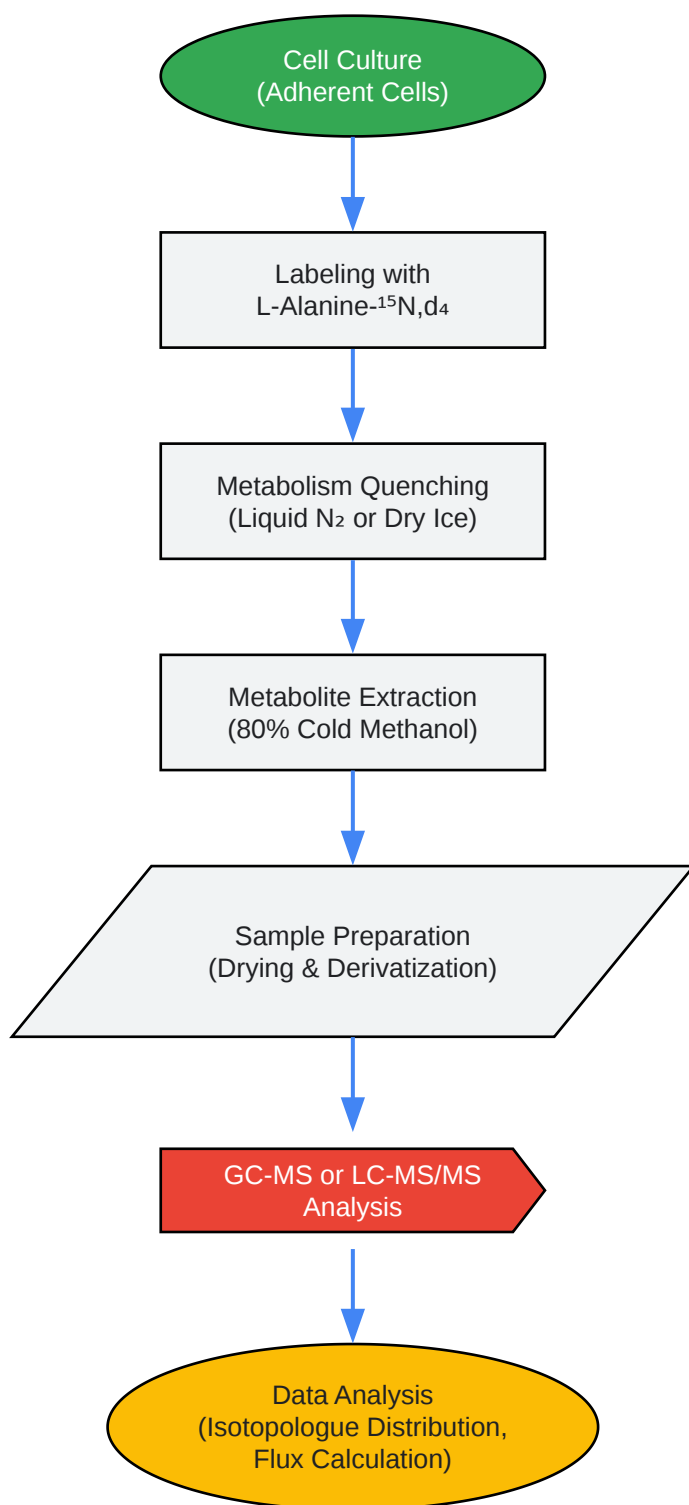 Cell Culture
(Adherent Cells)
Labeling with
L-Alanine-¹⁵N,d₄
Metabolism Quenching
(Liquid N₂ or Dry Ice)
Metabolite Extraction
(80% Cold Methanol)
Sample Preparation
(Drying & Derivatization)
GC-MS or LC-MS/MS
Analysis
Data Analysis
(Isotopologue Distribution,
Flux Calculation)